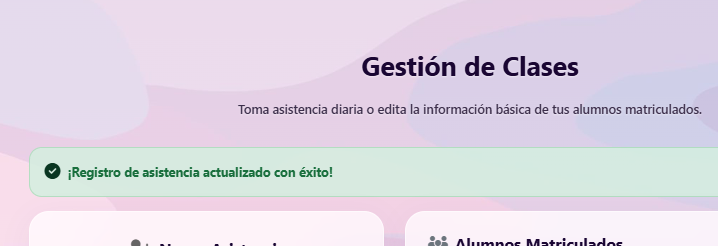 Gestión de Clases
Toma asistencia diaria o edita la información básica de tus alumnos matriculados.
¡Registro de asistencia actualizado con éxito!
Alumnos Matriculados